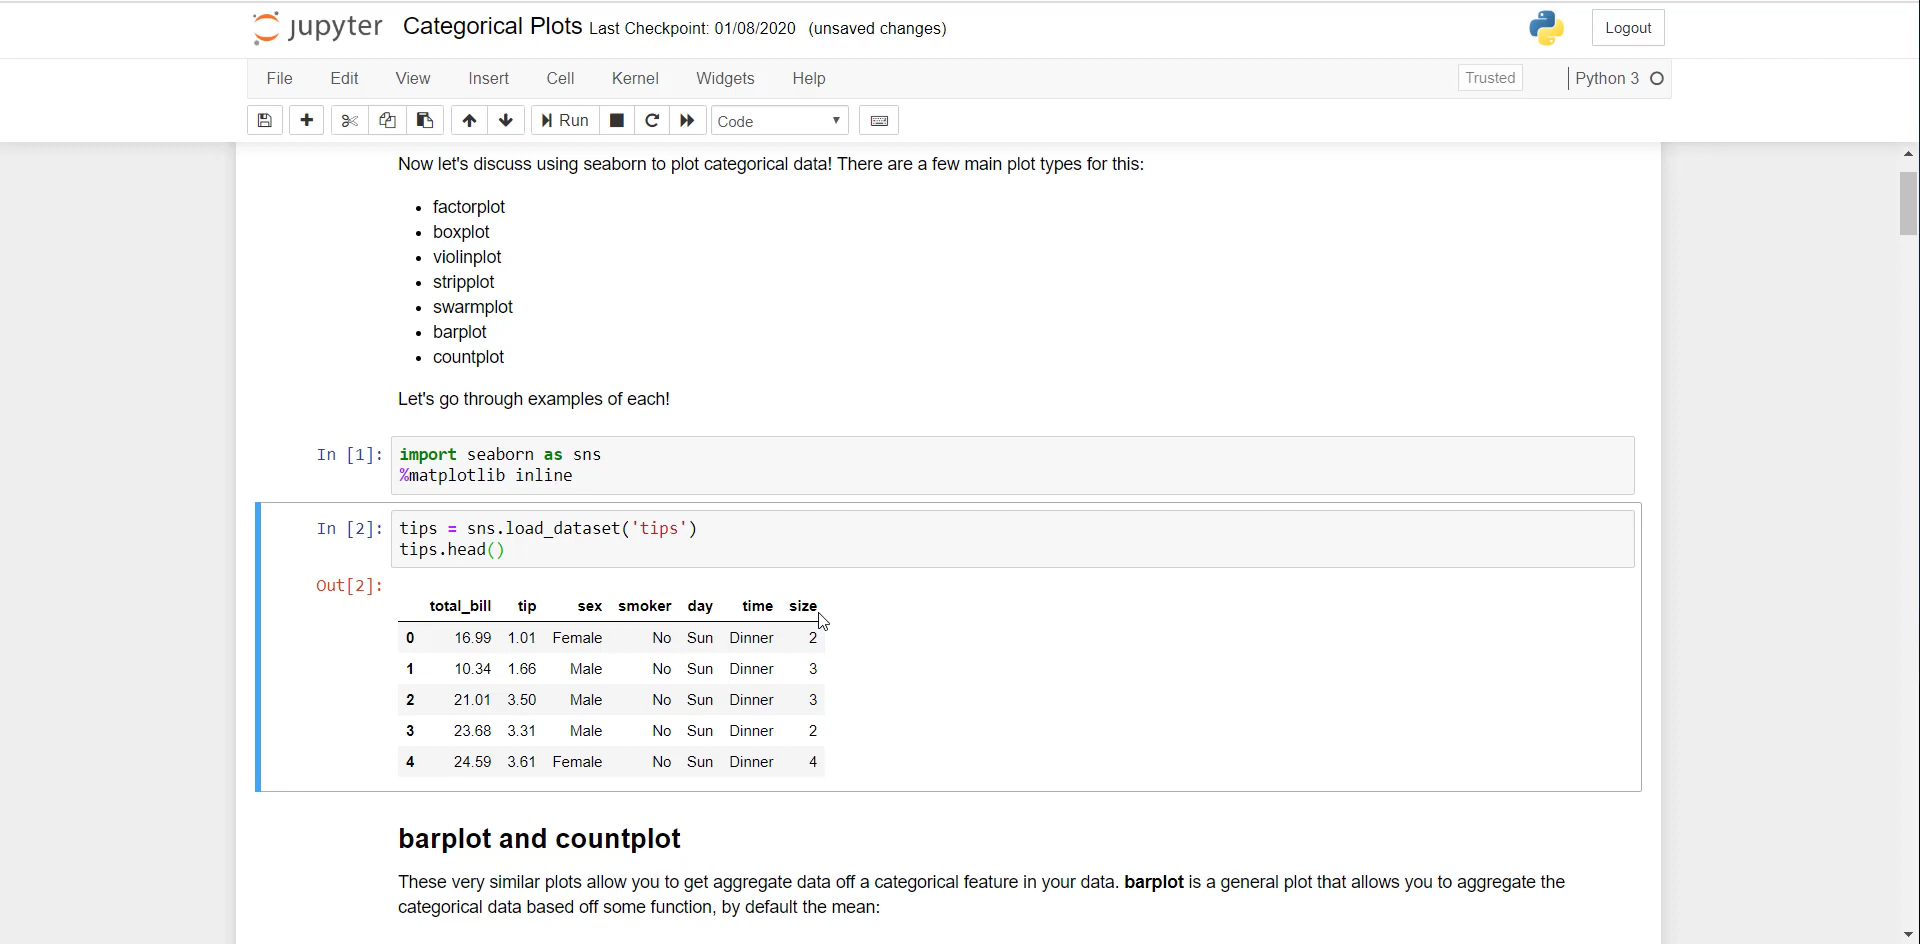 jupyter Categorical Plots Last Checkpoint: 01/08/2020 (unsaved changes) Logout
File Edit View Insert Cell Kernel Widgets Help Trusted Python 3
Run Code
Now let's discuss using seaborn to plot categorical data! There are a few main plot types for this:
• factorplot
• boxplot
• violinplot
• stripplot
• swarmplot
• barplot
• countplot
Let's go through examples of each!
In [1]: import seaborn as sns
%matplotlib inline
In [2]: tips = sns.load_dataset('tips')
tips.head()
Out[2]:
total_bill tip sex smoker day time size
0 16.99 1.01 Female No Sun Dinner 2
1 10.34 1.66 Male No Sun Dinner 3
2 21.01 3.50 Male No Sun Dinner 3
3 23.68 3.31 Male No Sun Dinner 2
4 24.59 3.61 Female No Sun Dinner 4
barplot and countplot
These very similar plots allow you to get aggregate data off a categorical feature in your data. barplot is a general plot that allows you to aggregate the
categorical data based off some function, by default the mean: